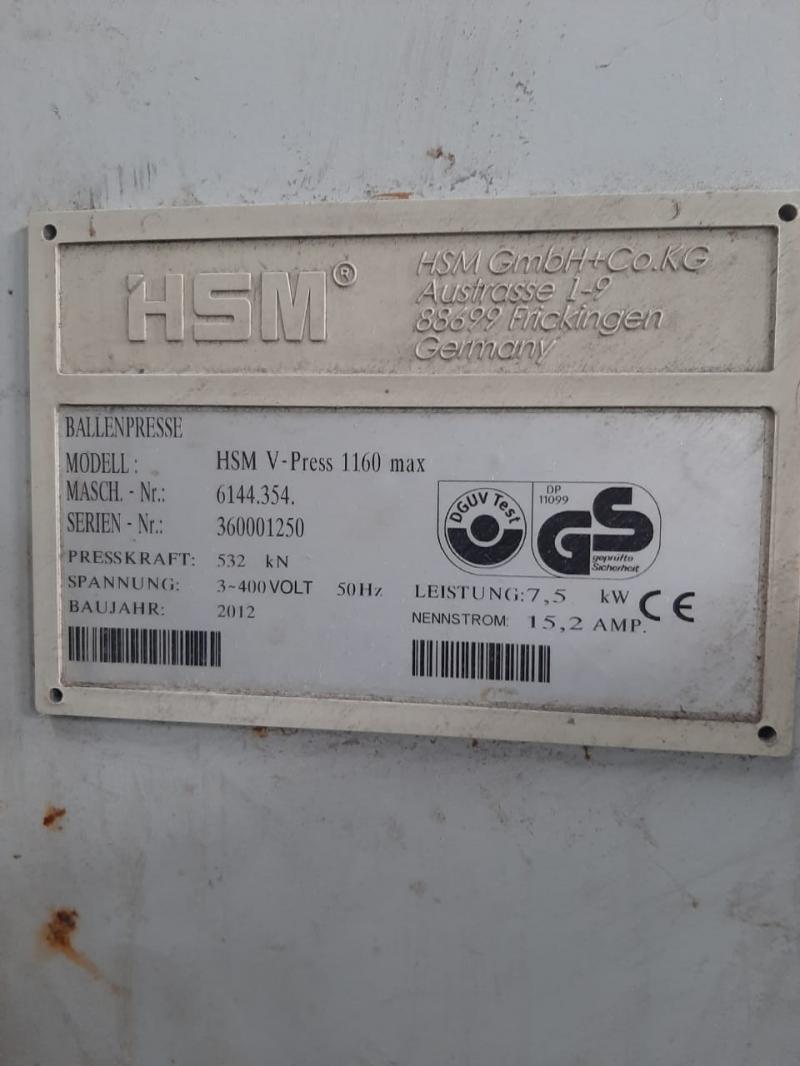 HSM®
HSM GmbH+Co.KG
Austrasse 1-9
88699 Frickingen
Germany
BALLENPRESSE
MODELL: HSM V-Press 1160 max
MASCH. - Nr.: 6144.354.
SERIEN - Nr.: 360001250
PRESSKRAFT: 532 kN
SPANNUNG: 3~400 VOLT 50 Hz
BAUJAHR: 2012
DGUV Test
DP
11099
GS
geprüfte
Sicherheit
LEISTUNG: 7,5 kW
NENNSTROM: 15,2 AMP.
CE